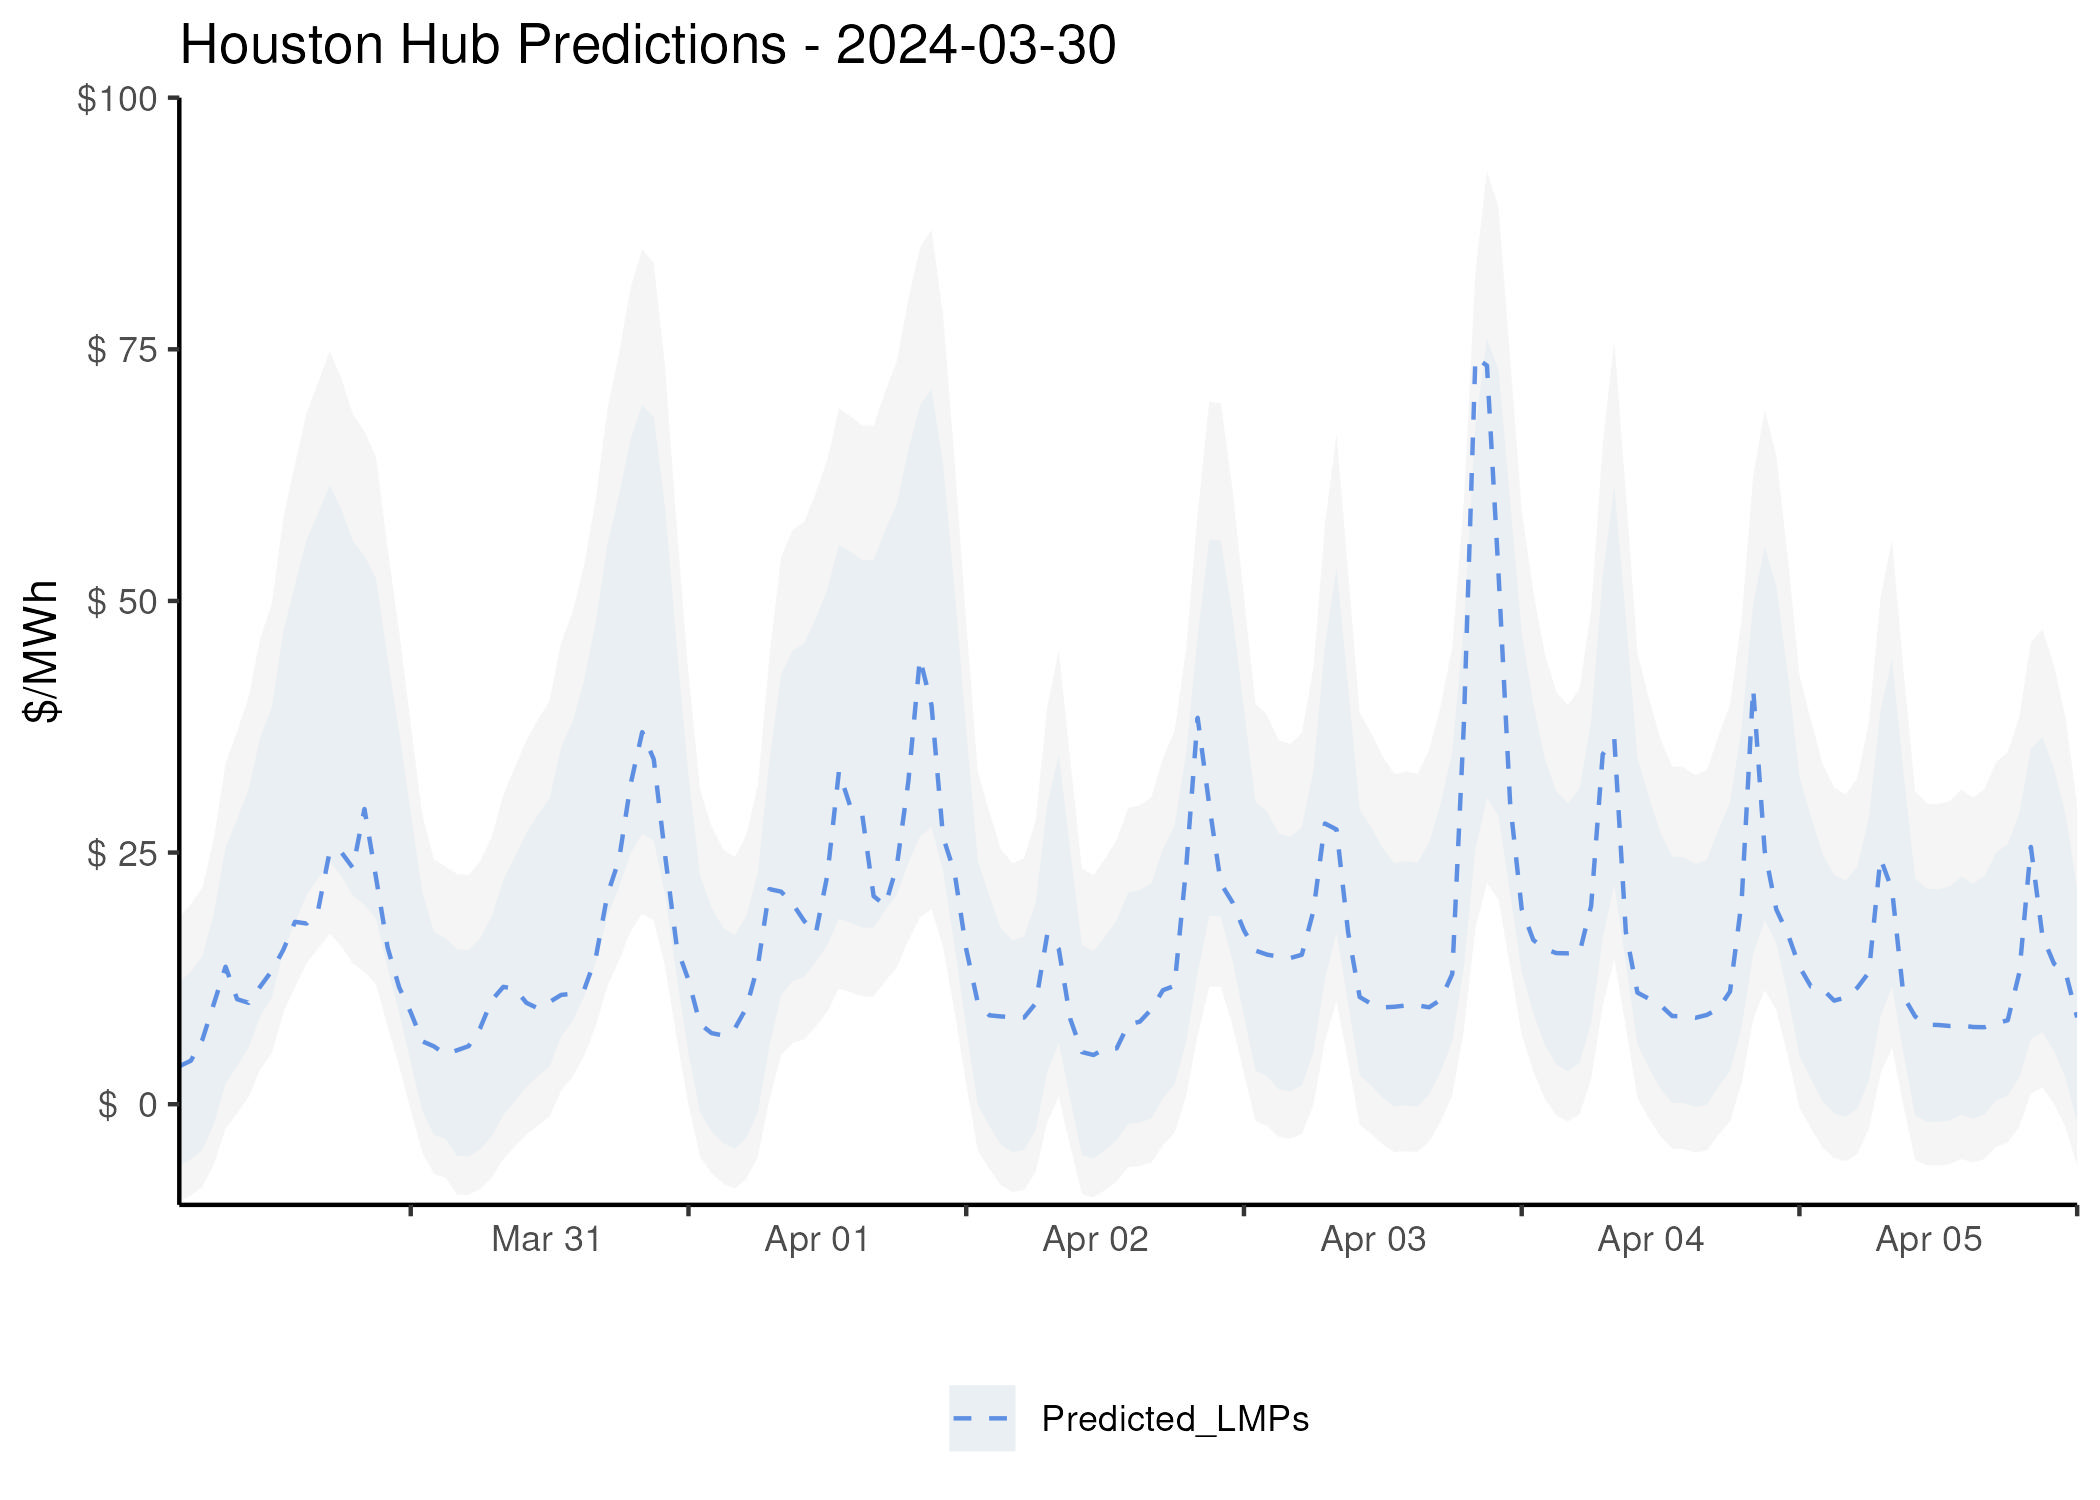 Houston Hub Predictions - 2024-03-30
$/MWh
$100
$ 75
$ 50
$ 25
$  0
Mar 31 Apr 01 Apr 02 Apr 03 Apr 04 Apr 05
Predicted_LMPs